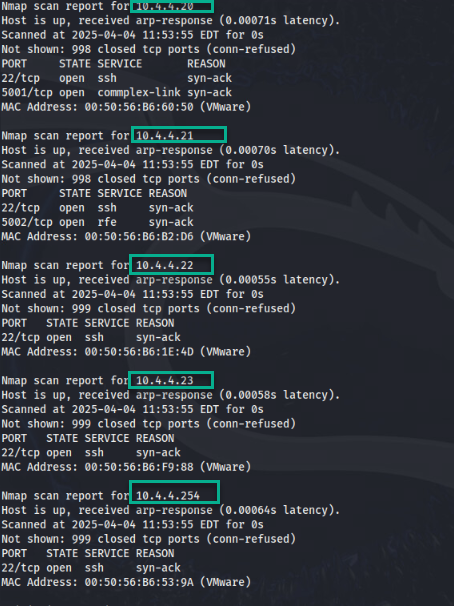 Nmap scan report for 10.4.4.20
Host is up, received arp-response (0.00071s latency).
Scanned at 2025-04-04 11:53:55 EDT for 0s
Not shown: 998 closed tcp ports (conn-refused)
PORT     STATE SERVICE       REASON
22/tcp   open  ssh           syn-ack
5001/tcp open  commplex-link syn-ack
MAC Address: 00:50:56:B6:60:50 (VMware)

Nmap scan report for 10.4.4.21
Host is up, received arp-response (0.00070s latency).
Scanned at 2025-04-04 11:53:55 EDT for 0s
Not shown: 998 closed tcp ports (conn-refused)
PORT     STATE SERVICE REASON
22/tcp   open  ssh     syn-ack
5002/tcp open  rfe     syn-ack
MAC Address: 00:50:56:B6:B2:D6 (VMware)

Nmap scan report for 10.4.4.22
Host is up, received arp-response (0.00055s latency).
Scanned at 2025-04-04 11:53:55 EDT for 0s
Not shown: 999 closed tcp ports (conn-refused)
PORT   STATE SERVICE REASON
22/tcp open  ssh     syn-ack
MAC Address: 00:50:56:B6:1E:4D (VMware)

Nmap scan report for 10.4.4.23
Host is up, received arp-response (0.00058s latency).
Scanned at 2025-04-04 11:53:55 EDT for 0s
Not shown: 999 closed tcp ports (conn-refused)
PORT   STATE SERVICE REASON
22/tcp open  ssh     syn-ack
MAC Address: 00:50:56:B6:F9:88 (VMware)

Nmap scan report for 10.4.4.254
Host is up, received arp-response (0.00064s latency).
Scanned at 2025-04-04 11:53:55 EDT for 0s
Not shown: 999 closed tcp ports (conn-refused)
PORT   STATE SERVICE REASON
22/tcp open  ssh     syn-ack
MAC Address: 00:50:56:B6:53:9A (VMware)